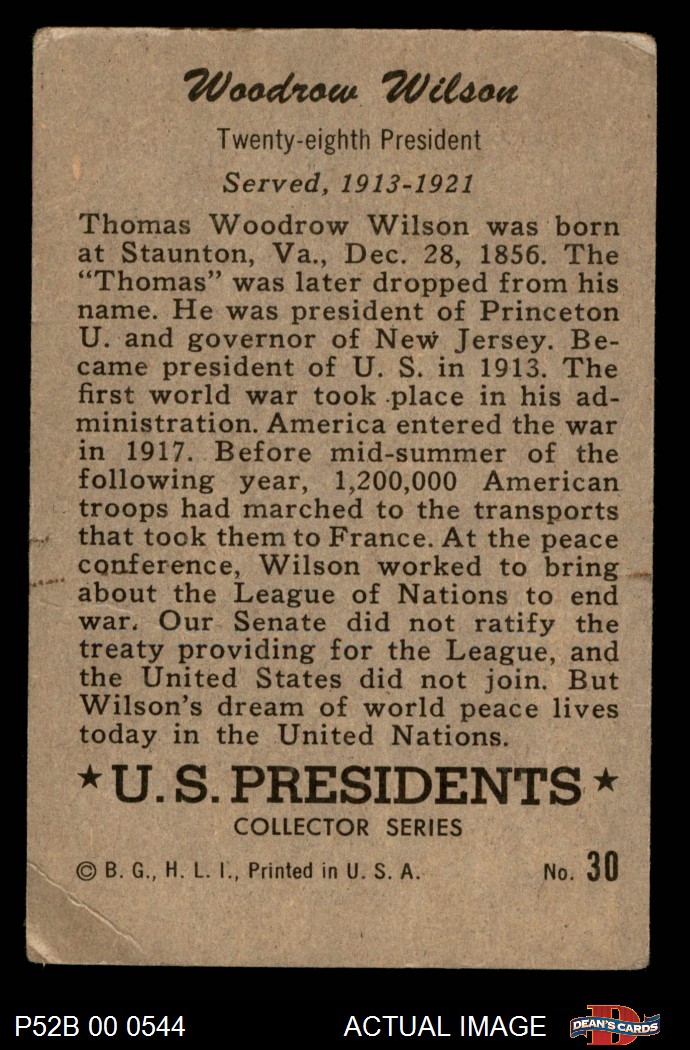 Woodrow Wilson
Twenty-eighth President
Served, 1913-1921
Thomas Woodrow Wilson was born
at Staunton, Va., Dec. 28, 1856. The
“Thomas” was later dropped from his
name. He was president of Princeton
U. and governor of New Jersey. Be-
came president of U. S. in 1913. The
first world war took place in his ad-
ministration. America entered the war
in 1917. Before mid-summer of the
following year, 1,200,000 American
troops had marched to the transports
that took them to France. At the peace
conference, Wilson worked to bring
about the League of Nations to end
war. Our Senate did not ratify the
treaty providing for the League, and
the United States did not join. But
Wilson’s dream of world peace lives
today in the United Nations.
★ U. S. PRESIDENTS ★
COLLECTOR SERIES
© B. G., H. L. I., Printed in U. S. A. No. 30
P52B 00 0544 ACTUAL IMAGE D DEAN'S CARDS